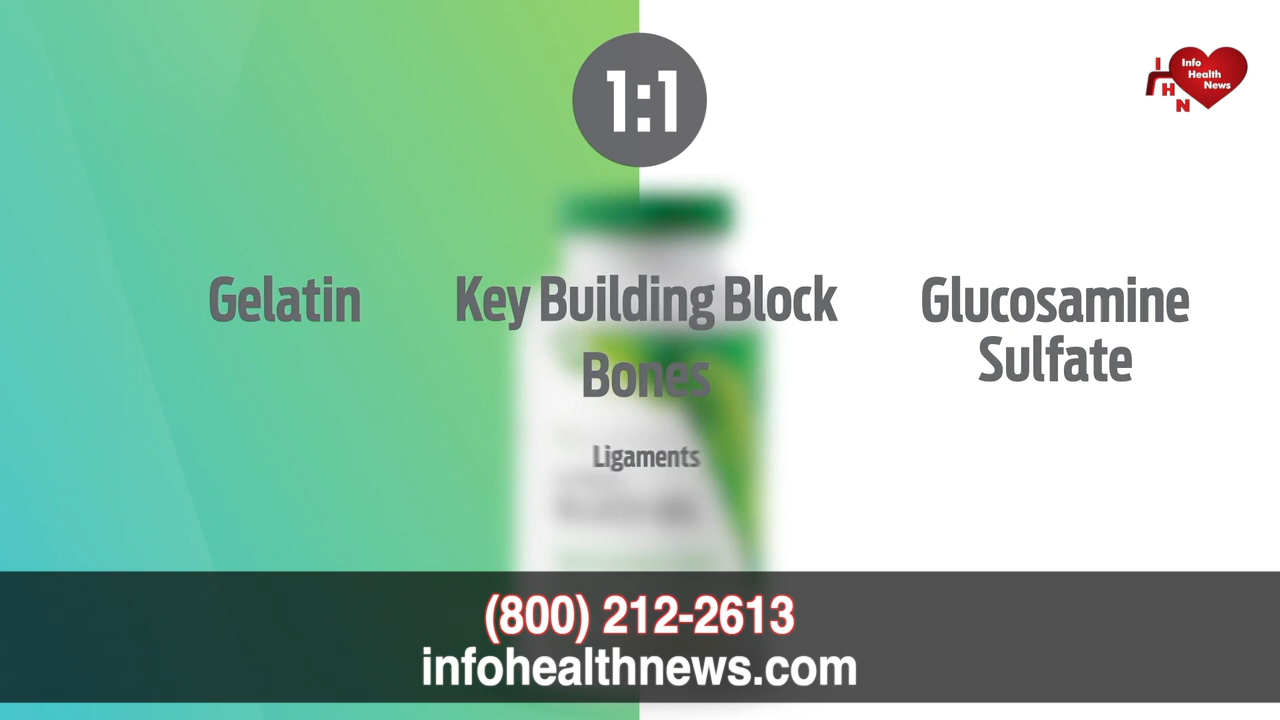 1:1
Info
Health
News
I
H
N
Gelatin
Key Building Block
Bones
Ligaments
Glucosamine
Sulfate
(800) 212-2613
infohealthnews.com